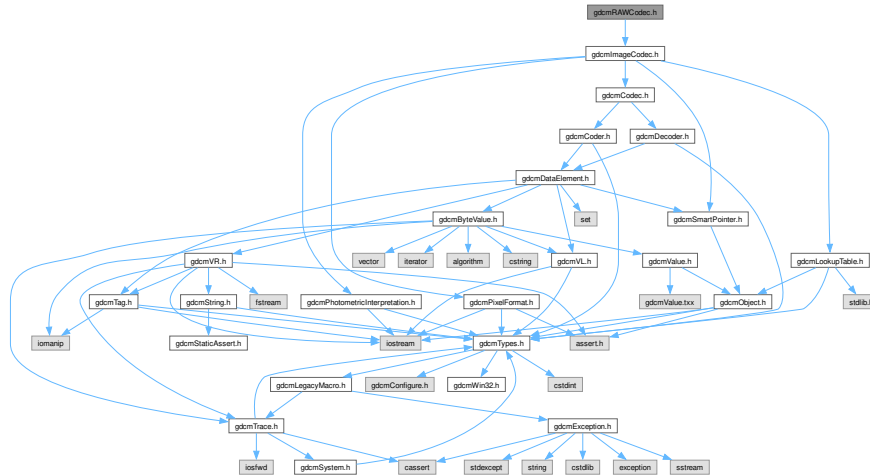 gdcmRAWCodec.h
gdcmImageCodec.h
gdcmCodec.h
gdcmCoder.h
gdcmDecoder.h
gdcmDataElement.h
gdcmByteValue.h
set
gdcmSmartPointer.h
gdcmVR.h
vector
iterator
algorithm
cstring
gdcmVL.h
gdcmValue.h
gdcmLookupTable.h
gdcmTag.h
gdcmString.h
fstream
gdcmPhotometricInterpretation.h
gdcmPixelFormat.h
gdcmValue.txx
gdcmObject.h
stdlib.h
iomanip
gdcmStaticAssert.h
iostream
gdcmTypes.h
assert.h
gdcmLegacyMacro.h
gdcmConfigure.h
gdcmWin32.h
cstdint
gdcmTrace.h
gdcmException.h
iosfwd
gdcmSystem.h
cassert
stdexcept
string
cstdlib
exception
sstream